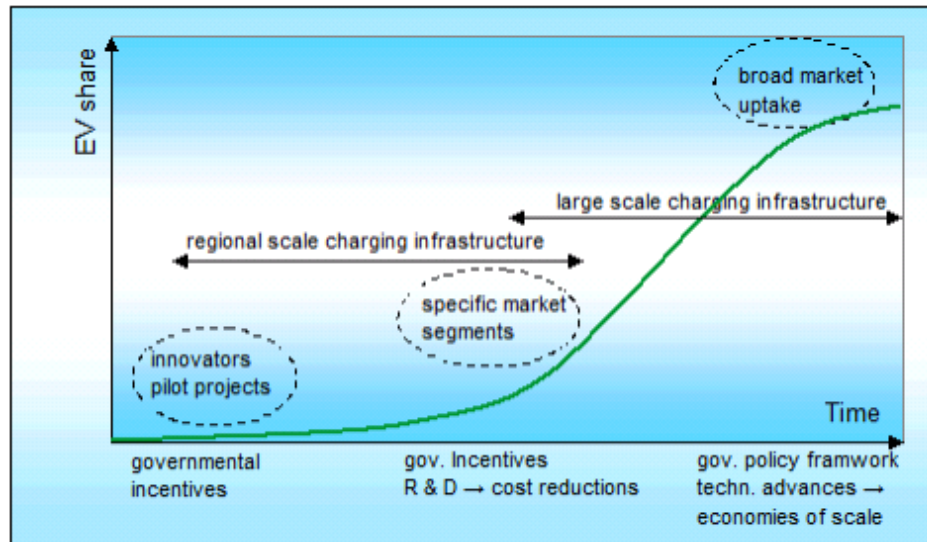 EV share
broad market
uptake
large scale charging infrastructure
regional scale charging infrastructure
specific market
segments
innovators
pilot projects
Time
governmental
incentives
gov. Incentives
R & D → cost reductions
gov. policy framwork
techn. advances →
economies of scale